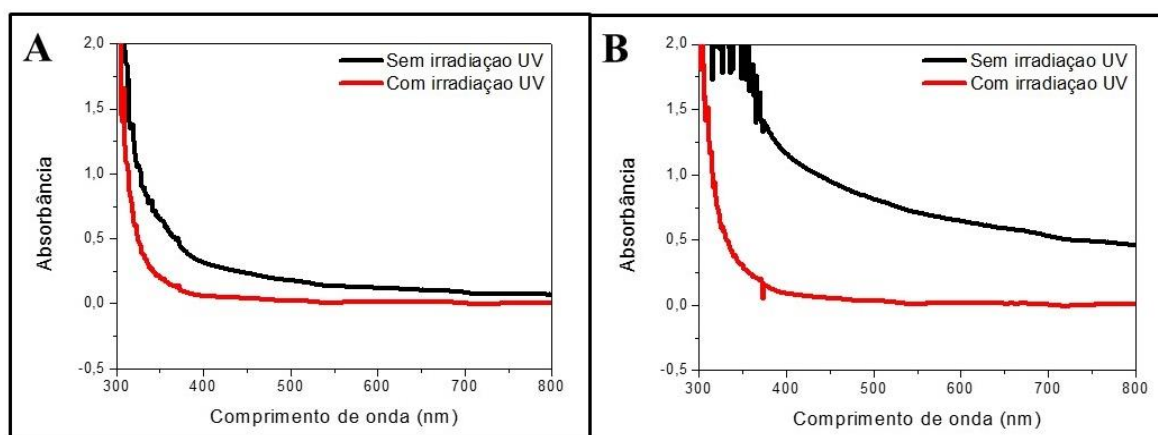 A
2,0
1,5
1,0
0,5
0,0
-0,5
300
400
500
600
700
800
Absorbância
Comprimento de onda (nm)
Sem irradiaçao UV
Com irradiaçao UV
B
2,0
1,5
1,0
0,5
0,0
-0,5
300
400
500
600
700
800
Absorbância
Comprimento de onda (nm)
Sem irradiaçao UV
Com irradiaçao UV